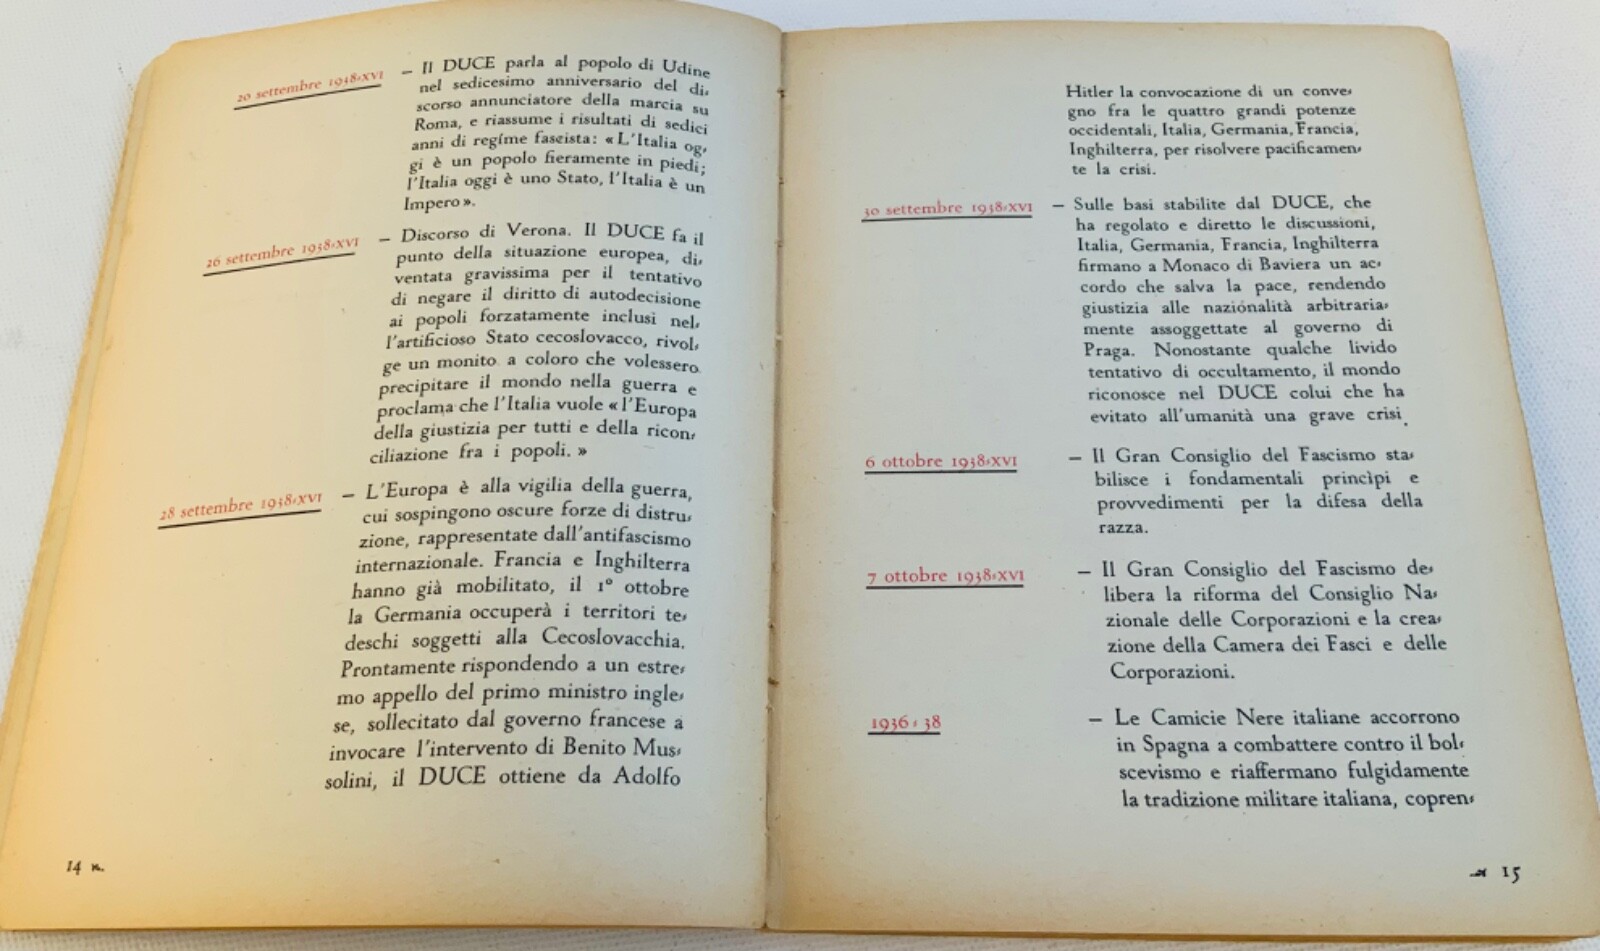 20 settembre 1938-XVI
— Il DUCE parla al popolo di Udine
nel sedicesimo anniversario del di-
scorso annunciatore della marcia su
Roma, e riassume i risultati di sedici
anni di regíme fascista: « L'Italia og-
gi è un popolo fieramente in piedi;
l'Italia oggi è uno Stato, l'Italia è un
Impero ».
26 settembre 1938-XVI
— Discorso di Verona. Il DUCE fa il
punto della situazione europea, di-
ventata gravissima per il tentativo
di negare il diritto di autodecisione
ai popoli forzatamente inclusi nel-
l'artificioso Stato cecoslovacco, rivol-
ge un monito a coloro che volessero
precipitare il mondo nella guerra e
proclama che l'Italia vuole « l'Europa
della giustizia per tutti e della ricon-
ciliazione fra i popoli. »
28 settembre 1938-XVI
— L'Europa è alla vigilia della guerra,
cui sospingono oscure forze di distru-
zione, rappresentate dall'antifascismo
internazionale. Francia e Inghilterra
hanno già mobilitato, il 1° ottobre
la Germania occuperà i territori te-
deschi soggetti alla Cecoslovacchia.
Prontamente rispondendo a un estre-
mo appello del primo ministro ingle-
se, sollecitato dal governo francese a
invocare l'intervento di Benito Mus-
solini, il DUCE ottiene da Adolfo
14
Hitler la convocazione di un conve-
gno fra le quattro grandi potenze
occidentali, Italia, Germania, Francia,
Inghilterra, per risolvere pacificamen-
te la crisi.
30 settembre 1938-XVI
— Sulle basi stabilite dal DUCE, che
ha regolato e diretto le discussioni,
Italia, Germania, Francia, Inghilterra
firmano a Monaco di Baviera un ac-
cordo che salva la pace, rendendo
giustizia alle nazionalità arbitraria-
mente assoggettate al governo di
Praga. Nonostante qualche livido
tentativo di occultamento, il mondo
riconosce nel DUCE colui che ha
evitato all'umanità una grave crisi.
6 ottobre 1938-XVI
— Il Gran Consiglio del Fascismo sta-
bilisce i fondamentali princìpi e
provvedimenti per la difesa della
razza.
7 ottobre 1938-XVI
— Il Gran Consiglio del Fascismo de-
libera la riforma del Consiglio Na-
zionale delle Corporazioni e la crea-
zione della Camera dei Fasci e delle
Corporazioni.
1936-38
— Le Camicie Nere italiane accorrono
in Spagna a combattere contro il bol-
scevismo e riaffermano fulgidamente
la tradizione militare italiana, copren-
15